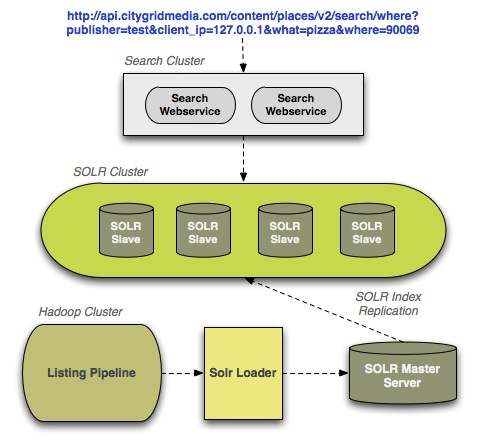 http://api.citygridmedia.com/content/places/v2/search/where?
publisher=test&client_ip=127.0.0.1&what=pizza&where=90069
Search Cluster
Search
Webservice
Search
Webservice
SOLR Cluster
SOLR
Slave
SOLR
Slave
SOLR
Slave
SOLR
Slave
SOLR Index
Replication
Hadoop Cluster
Listing Pipeline
Solr Loader
SOLR Master
Server